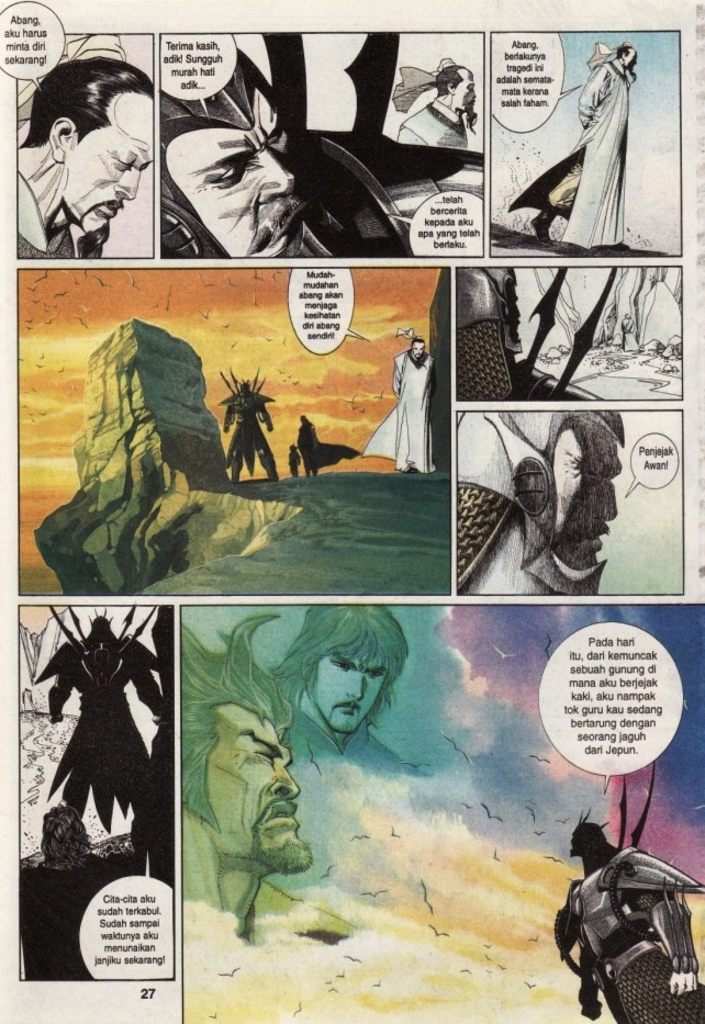 Abang,
aku harus
minta diri
sekarang!
Terima kasih,
adik! Sungguh
murah hati
adik...
...telah
bercerita
kepada aku
apa yang telah
berlaku.
Abang,
berlakunya
tragedi ini
adalah semata-
mata kerana
salah faham.
Mudah-
mudahan
abang akan
menjaga
kesihatan
diri abang
sendiri!
Penjejak
Awan!
Cita-cita aku
sudah terkabul.
Sudah sampai
waktunya aku
menunaikan
janjiku sekarang!
Pada hari
itu, dari kemuncak
sebuah gunung di
mana aku berjejak
kaki, aku nampak
tok guru kau sedang
bertarung dengan
seorang jaguh
dari Jepun.
27